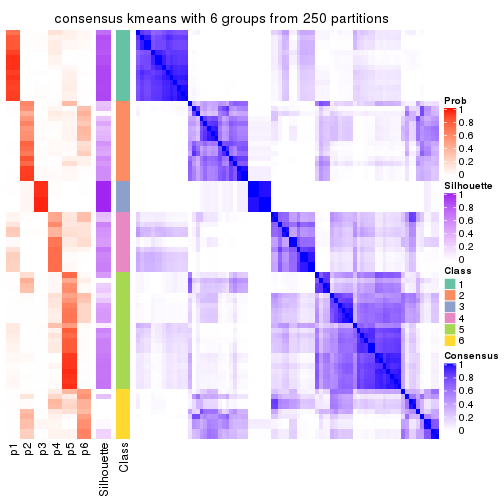 consensus kmeans with 6 groups from 250 partitions
Prob
1
0.8
0.6
0.4
0.2
0
Silhouette
1
0.8
0.6
0.4
0.2
0
Class
1
2
3
4
5
6
Consensus
1
0.8
0.6
0.4
0.2
0
p1
p2
p3
p4
p5
p6
Silhouette
Class